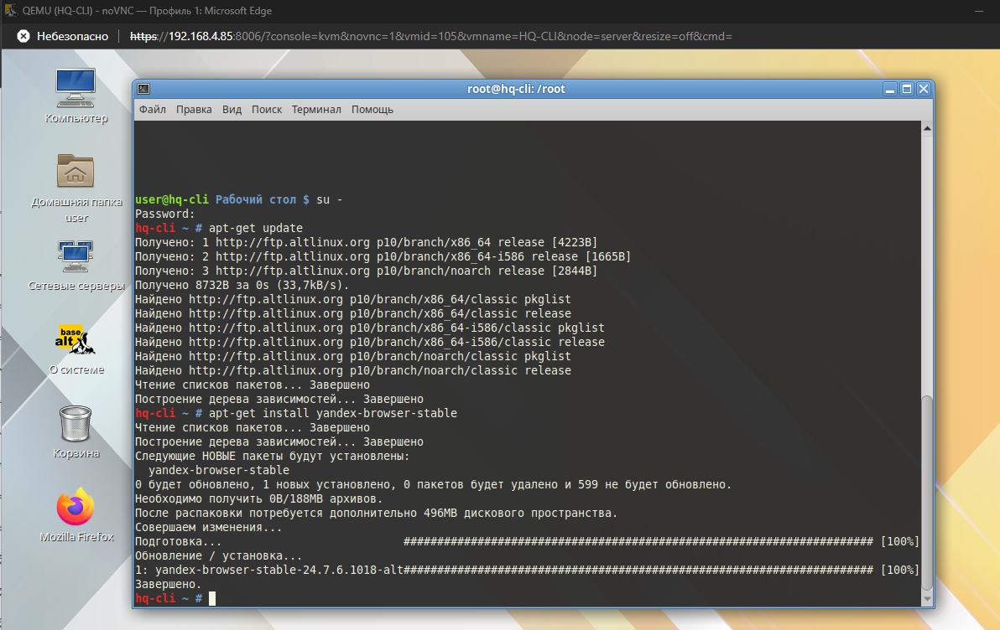 QEMU (HQ-CLI) - noVNC — Профиль 1: Microsoft Edge
Небезопасно https://192.168.4.85:8006/?console=kvm&novnc=1&vmid=105&vmname=HQ-CLI&node=server&resize=off&cmd=
Компьютер
Домашняя папка
user
Сетевые серверы
base
alt
О системе
Корзина
Mozilla Firefox
root@hq-cli: /root
Файл Правка Вид Поиск Терминал Помощь
user@hq-cli Рабочий стол $ su -
Password:
hq-cli ~ # apt-get update
Получено: 1 http://ftp.altlinux.org p10/branch/x86_64 release [4223B]
Получено: 2 http://ftp.altlinux.org p10/branch/x86_64-i586 release [1665B]
Получено: 3 http://ftp.altlinux.org p10/branch/noarch release [2844B]
Получено 8732B за 0s (33,7kB/s).
Найдено http://ftp.altlinux.org p10/branch/x86_64/classic pkglist
Найдено http://ftp.altlinux.org p10/branch/x86_64/classic release
Найдено http://ftp.altlinux.org p10/branch/x86_64-i586/classic pkglist
Найдено http://ftp.altlinux.org p10/branch/x86_64-i586/classic release
Найдено http://ftp.altlinux.org p10/branch/noarch/classic pkglist
Найдено http://ftp.altlinux.org p10/branch/noarch/classic release
Чтение списков пакетов... Завершено
Построение дерева зависимостей... Завершено
hq-cli ~ # apt-get install yandex-browser-stable
Чтение списков пакетов... Завершено
Построение дерева зависимостей... Завершено
Следующие НОВЫЕ пакеты будут установлены:
yandex-browser-stable
0 будет обновлено, 1 новых установлено, 0 пакетов будет удалено и 599 не будет обновлено.
Необходимо получить 0B/188MB архивов.
После распаковки потребуется дополнительно 496MB дискового пространства.
Совершаем изменения...
Подготовка... ###################################################################### [100%]
Обновление / установка...
1: yandex-browser-stable-24.7.6.1018-alt###################################################################### [100%]
Завершено.
hq-cli ~ #